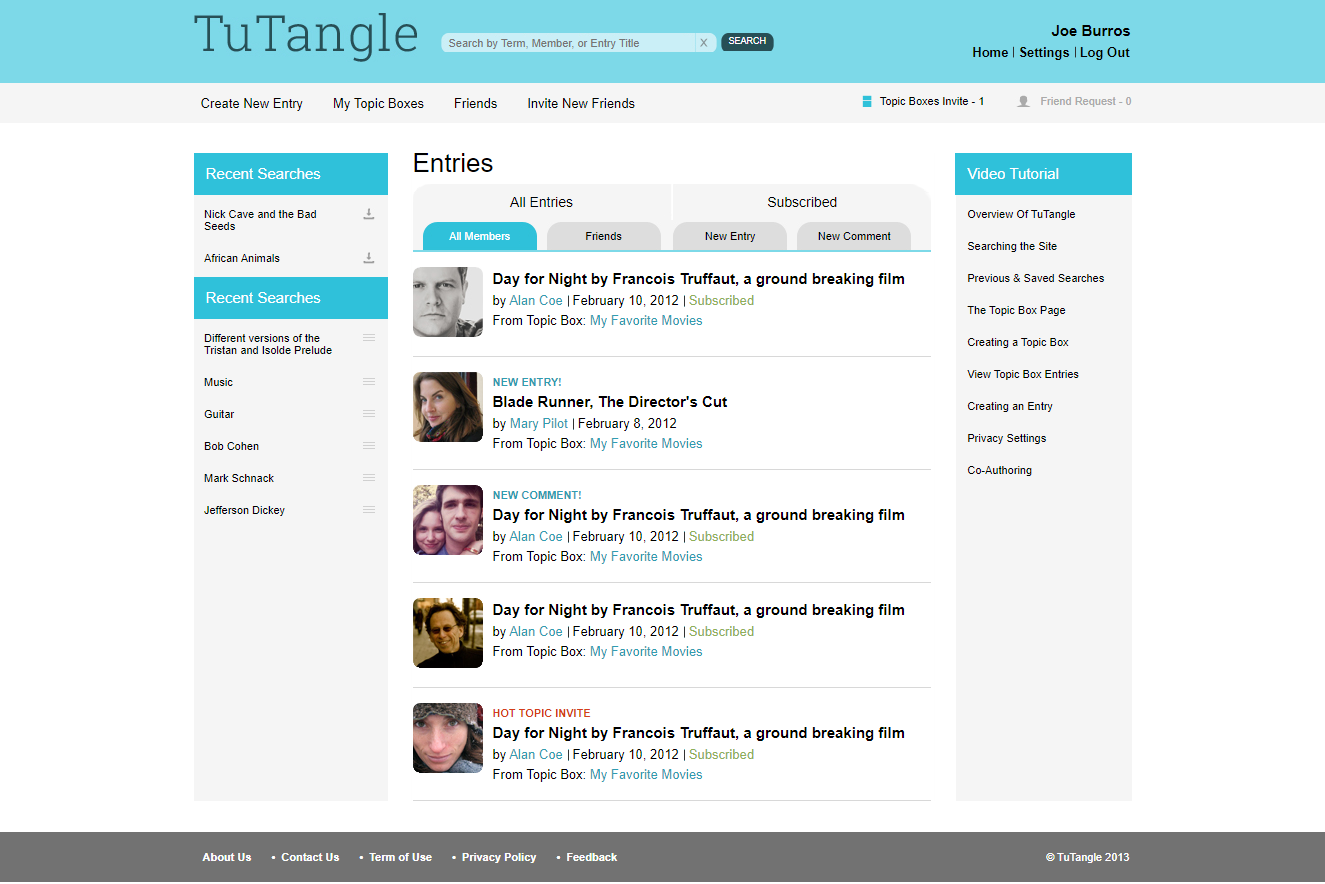 TuTangle
Search by Term, Member, or Entry Title
X
SEARCH
Joe Burros
Home | Settings | Log Out
Create New Entry
My Topic Boxes
Friends
Invite New Friends
Topic Boxes Invite - 1
Friend Request - 0
Recent Searches
Nick Cave and the Bad
Seeds
African Animals
Recent Searches
Different versions of the
Tristan and Isolde Prelude
Music
Guitar
Bob Cohen
Mark Schnack
Jefferson Dickey
Entries
All Entries
Subscribed
All Members
Friends
New Entry
New Comment
Day for Night by Francois Truffaut, a ground breaking film
by Alan Coe | February 10, 2012 | Subscribed
From Topic Box: My Favorite Movies
NEW ENTRY!
Blade Runner, The Director's Cut
by Mary Pilot | February 8, 2012
From Topic Box: My Favorite Movies
NEW COMMENT!
Day for Night by Francois Truffaut, a ground breaking film
by Alan Coe | February 10, 2012 | Subscribed
From Topic Box: My Favorite Movies
Day for Night by Francois Truffaut, a ground breaking film
by Alan Coe | February 10, 2012 | Subscribed
From Topic Box: My Favorite Movies
HOT TOPIC INVITE
Day for Night by Francois Truffaut, a ground breaking film
by Alan Coe | February 10, 2012 | Subscribed
From Topic Box: My Favorite Movies
Video Tutorial
Overview Of TuTangle
Searching the Site
Previous & Saved Searches
The Topic Box Page
Creating a Topic Box
View Topic Box Entries
Creating an Entry
Privacy Settings
Co-Authoring
About Us • Contact Us • Term of Use • Privacy Policy • Feedback
© TuTangle 2013